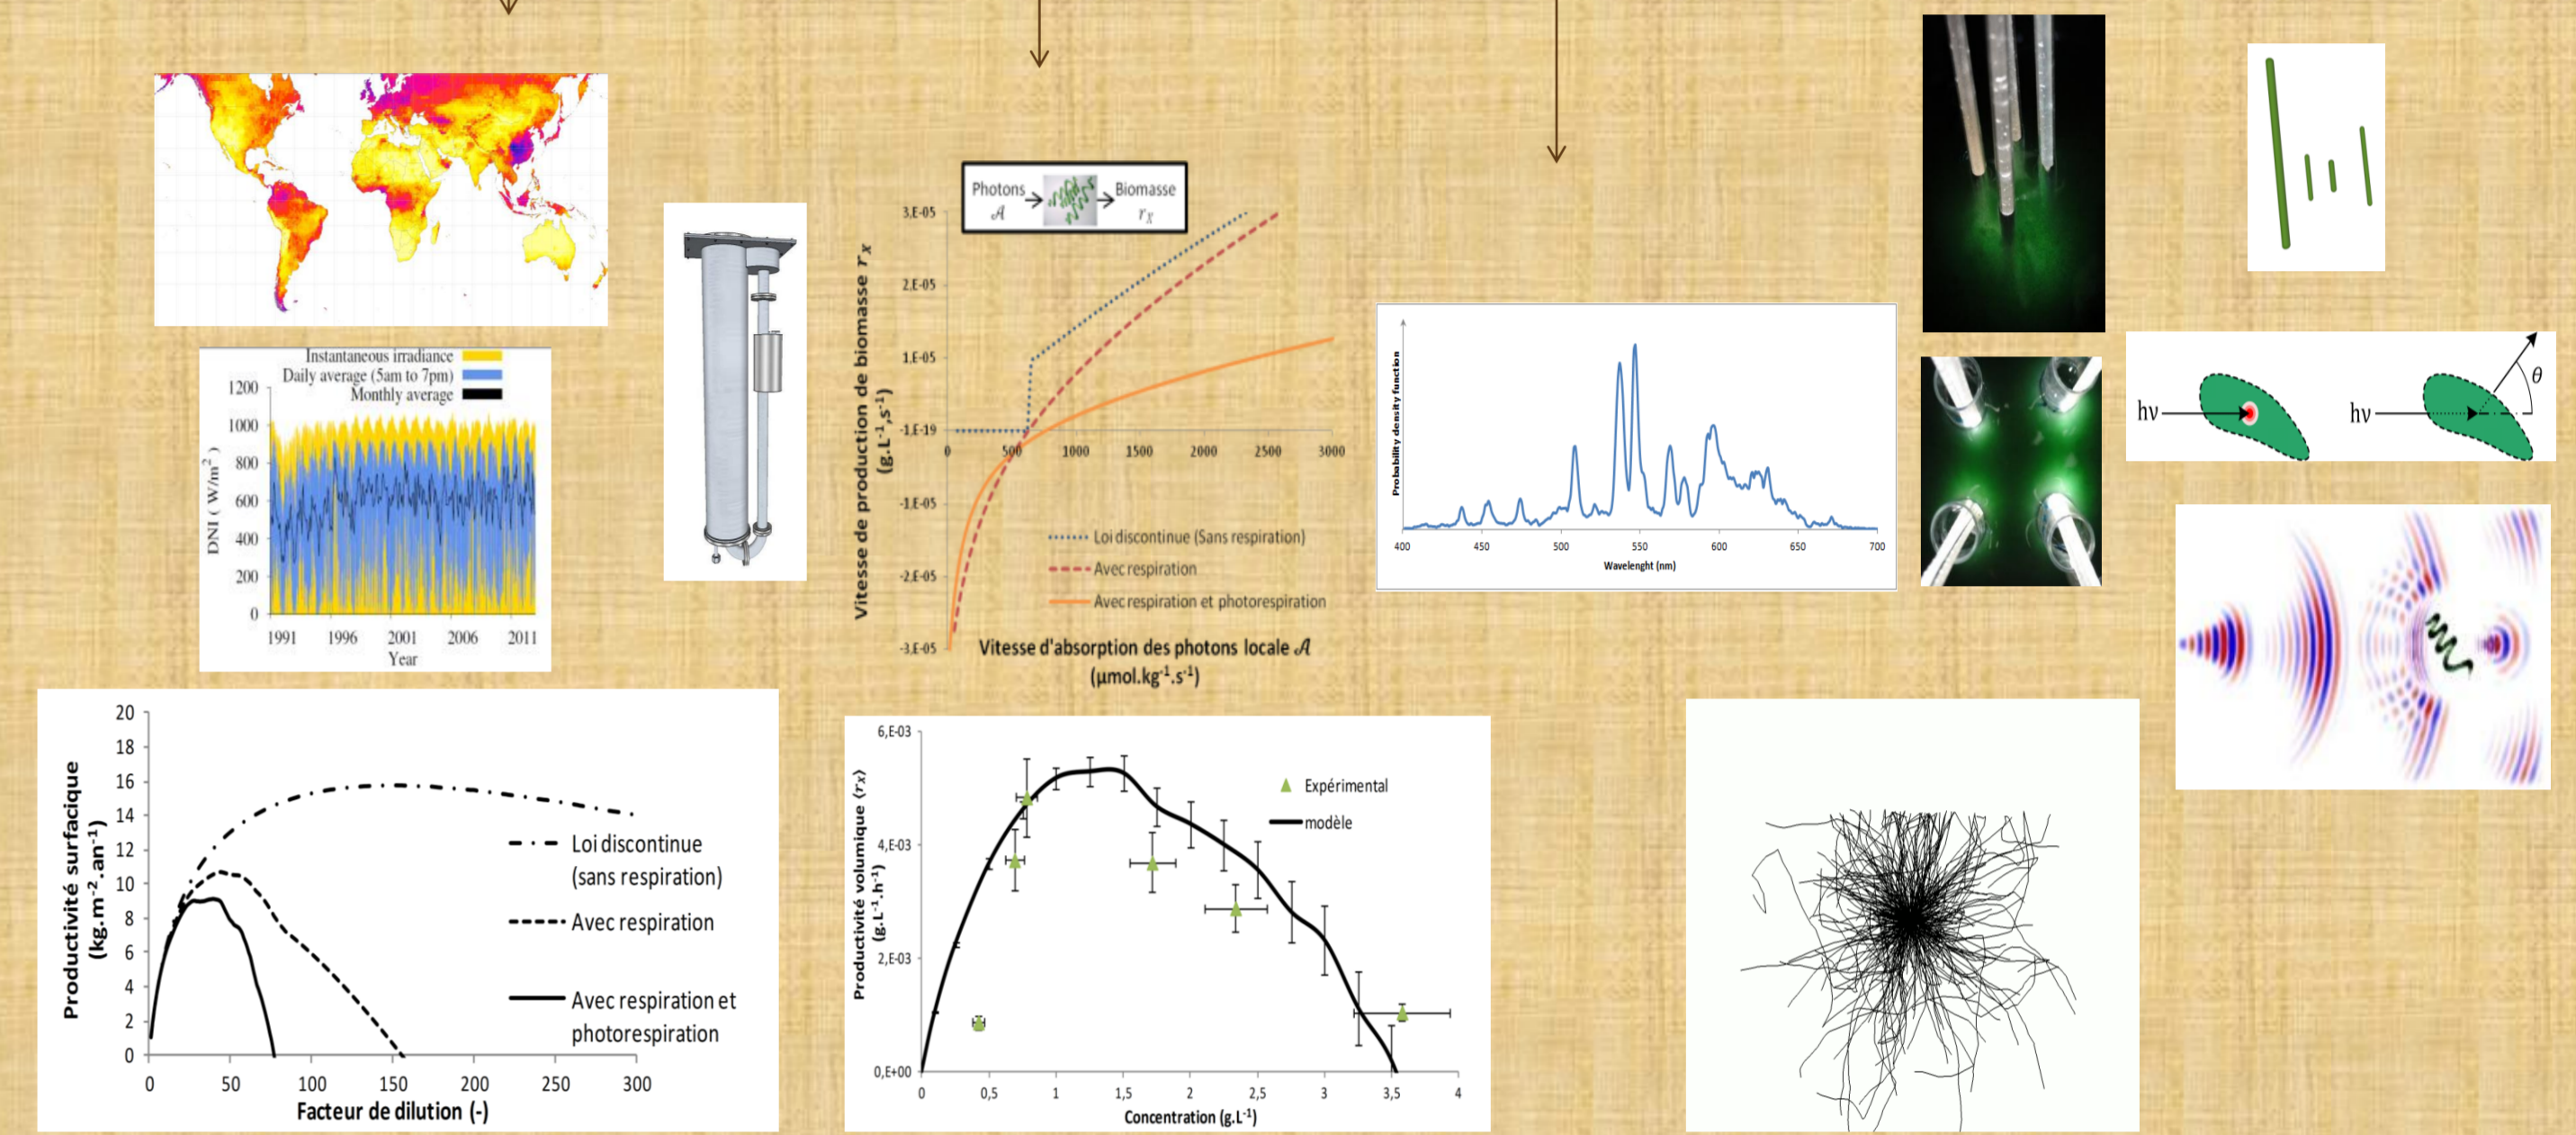 Instantaneous irradiance
Daily average (5am to 7pm)
Monthly average
DNI ( W/m² )
1200
1000
800
600
400
200
0
1991 1996 2001 2006 2011
Year
Photons
𝒜
Biomasse
rX
Vitesse de production de biomasse rX
(g.L⁻¹.s⁻¹)
3,E-05
2,E-05
1,E-05
-1,E-19
-1,E-05
-2,E-05
-3,E-05
0 500 1000 1500 2000 2500 3000
Loi discontinue (Sans respiration)
Avec respiration
Avec respiration et photorespiration
Vitesse d'absorption des photons locale 𝒜
(µmol.kg⁻¹.s⁻¹)
Probability density function
400 450 500 550 600 650 700
Wavelenght (nm)
hν
hν
θ
Productivité surfacique
(kg.m⁻².an⁻¹)
20
18
16
14
12
10
8
6
4
2
0
0 50 100 150 200 250 300
Facteur de dilution (-)
Loi discontinue
(sans respiration)
Avec respiration
Avec respiration et
photorespiration
Productivité volumique ⟨rX⟩
(g.L⁻¹.h⁻¹)
6,E-03
4,E-03
2,E-03
0,E+00
0 0,5 1 1,5 2 2,5 3 3,5 4
Concentration (g.L⁻¹)
Expérimental
modèle